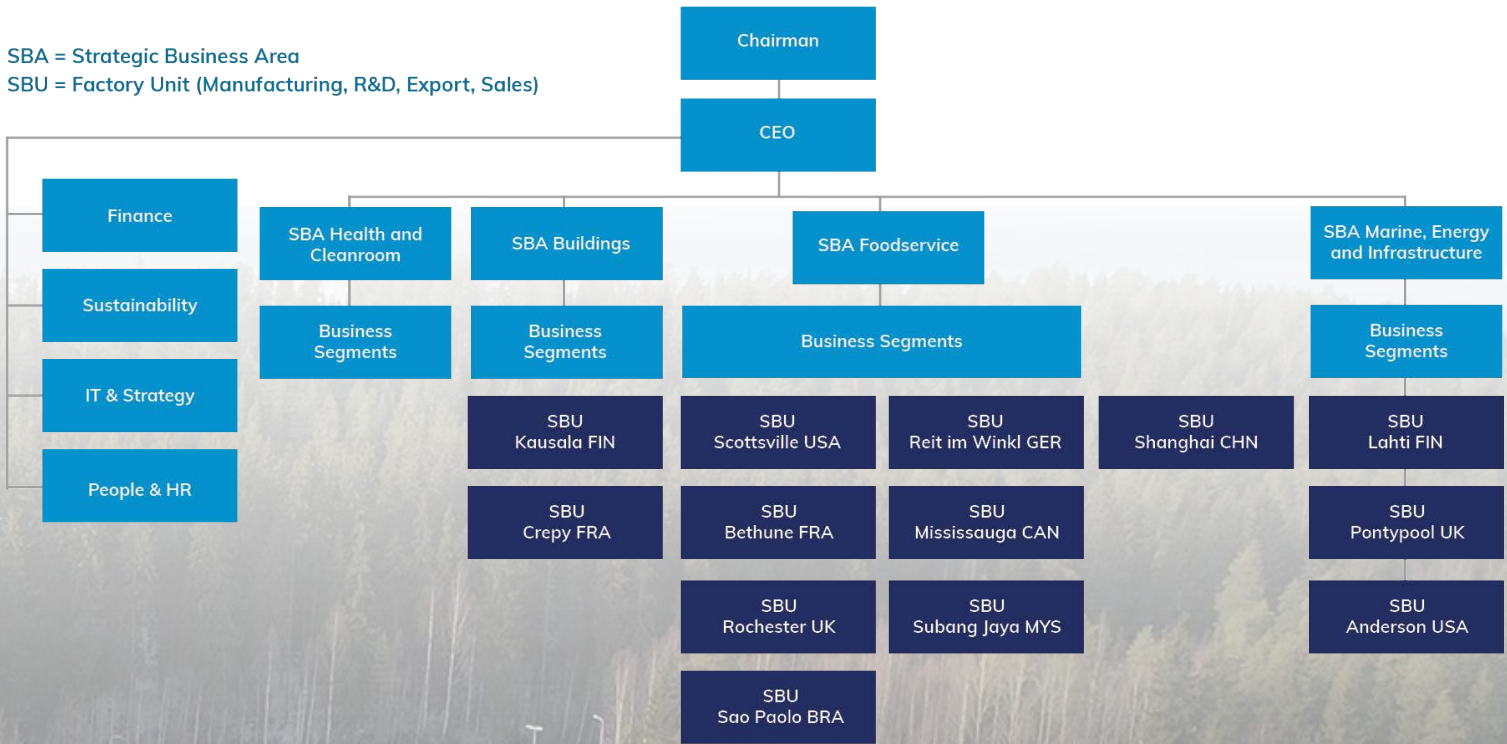 SBA = Strategic Business Area
SBU = Factory Unit (Manufacturing, R&D, Export, Sales)
Chairman
CEO
Finance
Sustainability
IT & Strategy
People & HR
SBA Health and
Cleanroom
Business
Segments
SBA Buildings
Business
Segments
SBU
Kausala FIN
SBU
Crepy FRA
SBA Foodservice
Business Segments
SBU
Scottsville USA
SBU
Bethune FRA
SBU
Rochester UK
SBU
Sao Paolo BRA
SBU
Reit im Winkl GER
SBU
Mississauga CAN
SBU
Subang Jaya MYS
SBU
Shanghai CHN
SBA Marine, Energy
and Infrastructure
Business
Segments
SBU
Lahti FIN
SBU
Pontypool UK
SBU
Anderson USA